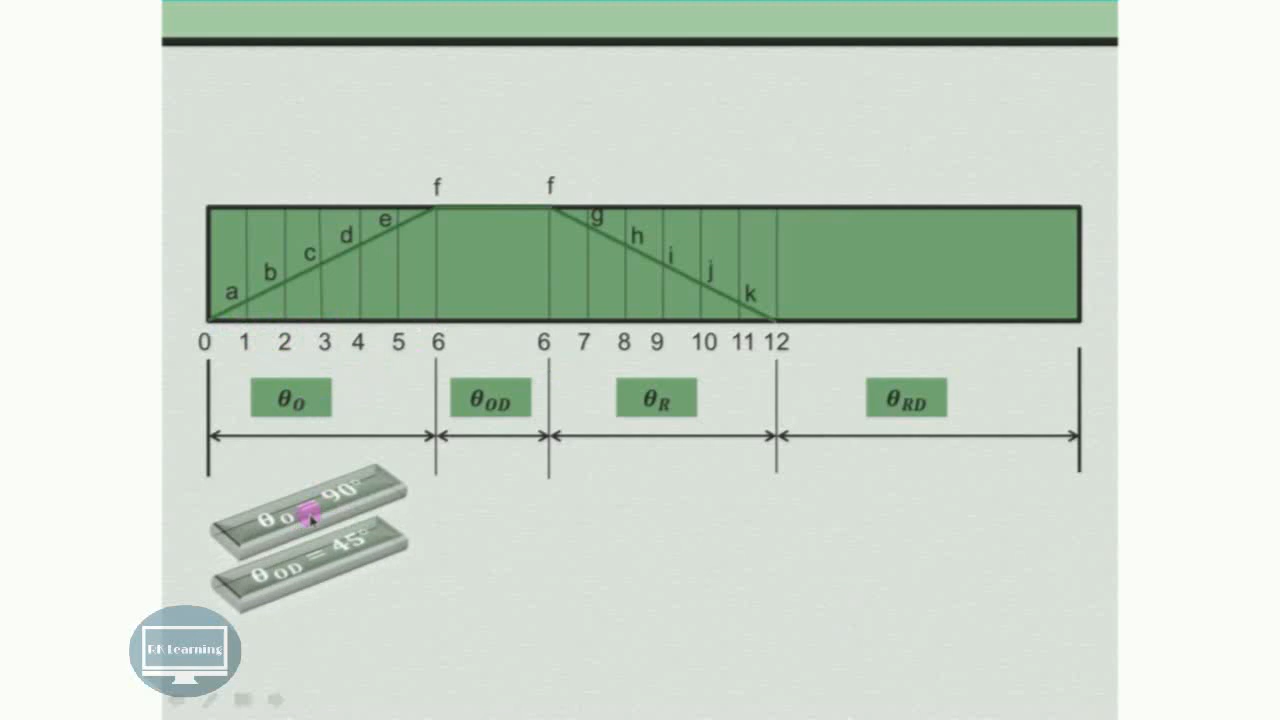 f f
e g
d h
c i
b j
a k
0 1 2 3 4 5 6 6 7 8 9 10 11 12
θO θOD θR θRD
θO = 90°
θOD = 45°
RK Learning